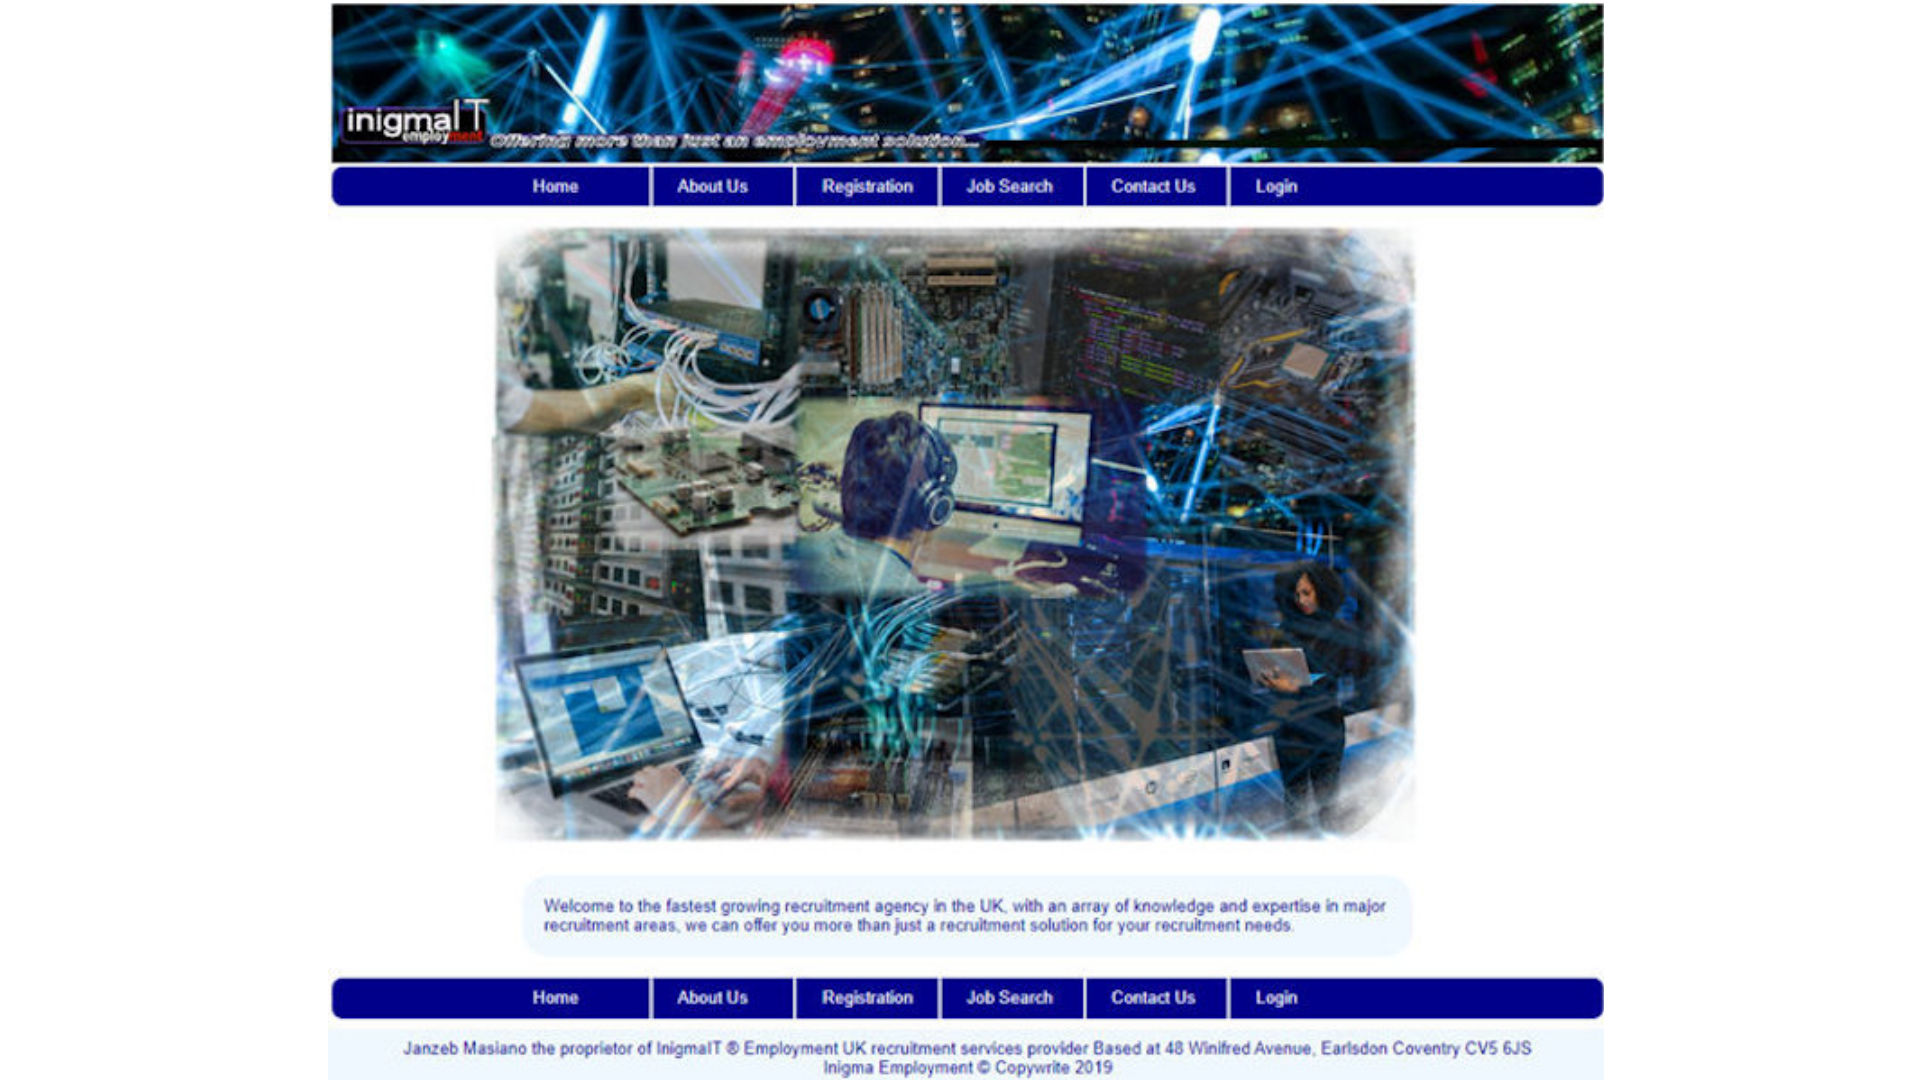 inigmaIT
employment
Offering more than just an employment solution...
Home About Us Registration Job Search Contact Us Login
Welcome to the fastest growing recruitment agency in the UK, with an array of knowledge and expertise in major
recruitment areas, we can offer you more than just a recruitment solution for your recruitment needs.
Home About Us Registration Job Search Contact Us Login
Janzeb Masiano the proprietor of InigmaIT ® Employment UK recruitment services provider Based at 48 Winifred Avenue, Earlsdon Coventry CV5 6JS
Inigma Employment © Copywrite 2019